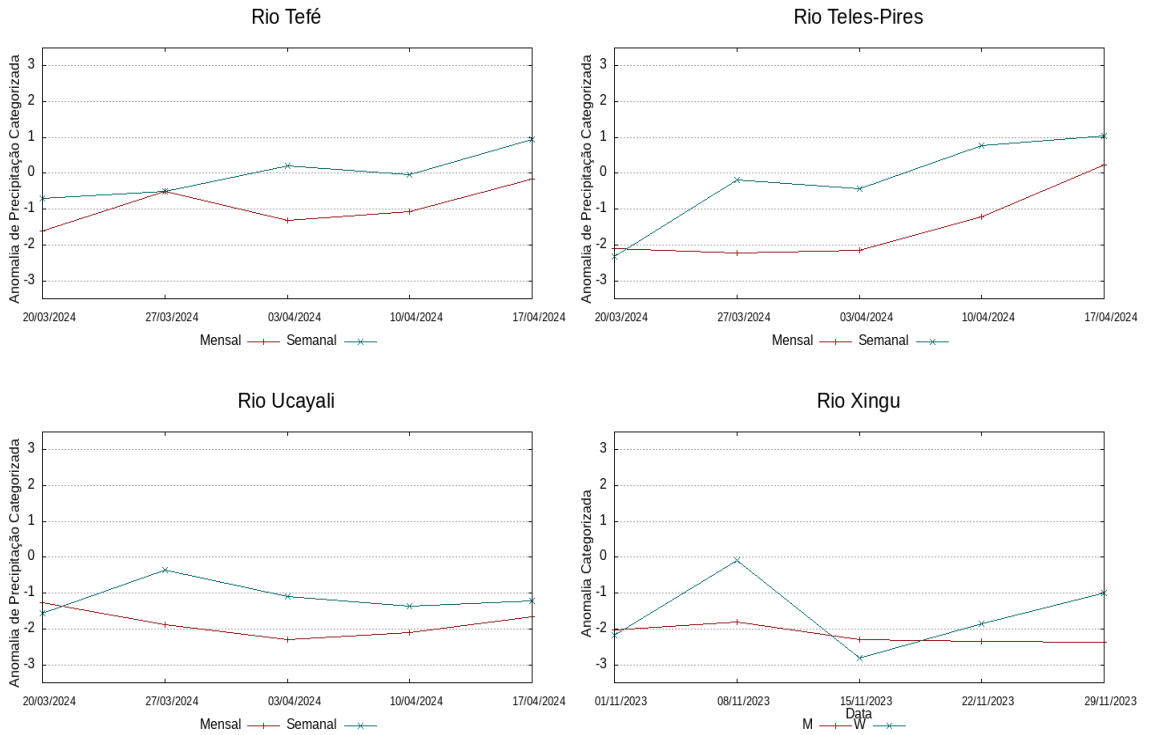 Rio Tefé
Anomalia de Precipitação Categorizada
3
2
1
0
-1
-2
-3
20/03/2024 27/03/2024 03/04/2024 10/04/2024 17/04/2024
Mensal Semanal
Rio Teles-Pires
Anomalia de Precipitação Categorizada
3
2
1
0
-1
-2
-3
20/03/2024 27/03/2024 03/04/2024 10/04/2024 17/04/2024
Mensal Semanal
Rio Ucayali
Anomalia de Precipitação Categorizada
3
2
1
0
-1
-2
-3
20/03/2024 27/03/2024 03/04/2024 10/04/2024 17/04/2024
Mensal Semanal
Rio Xingu
Anomalia Categorizada
3
2
1
0
-1
-2
-3
01/11/2023 08/11/2023 15/11/2023 22/11/2023 29/11/2023
Data
M W